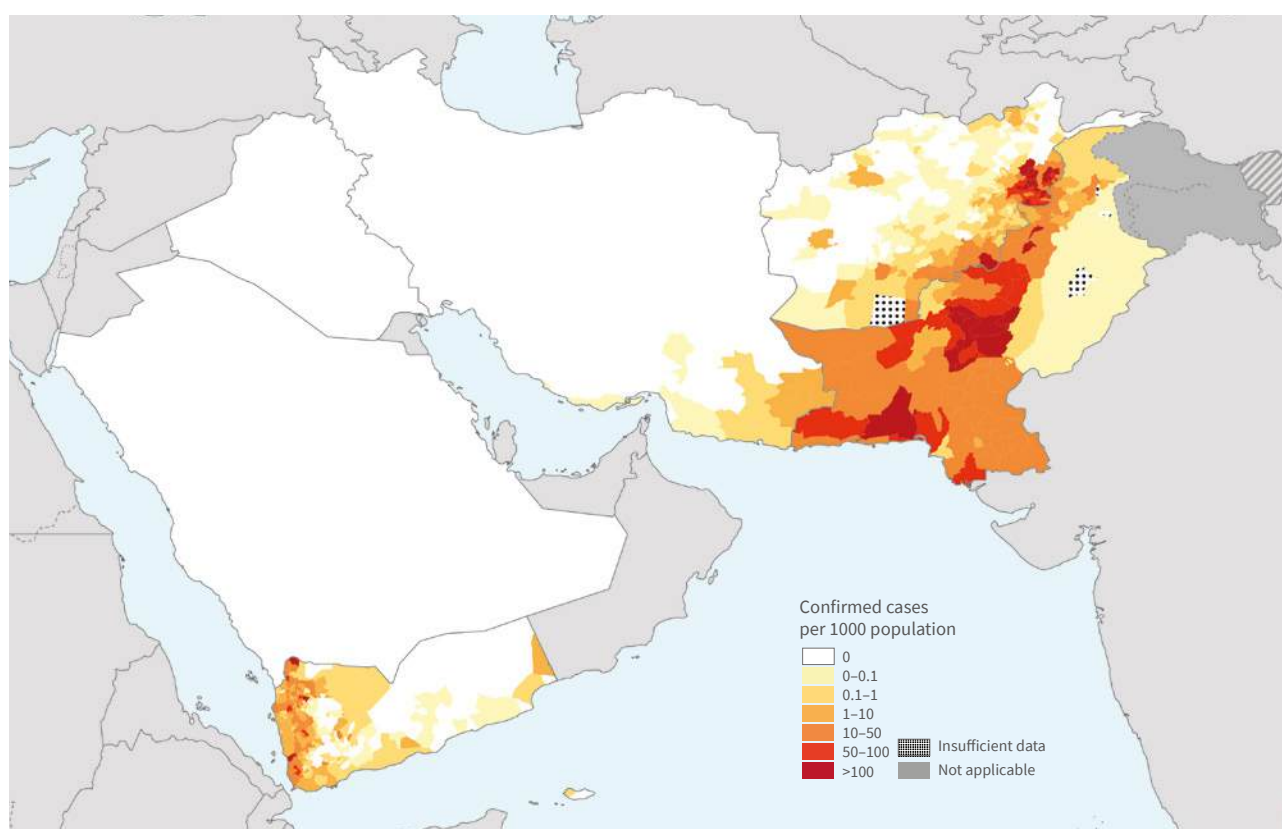 Confirmed cases
per 1000 population
0
0–0.1
0.1–1
1–10
10–50
50–100
>100
Insufficient data
Not applicable